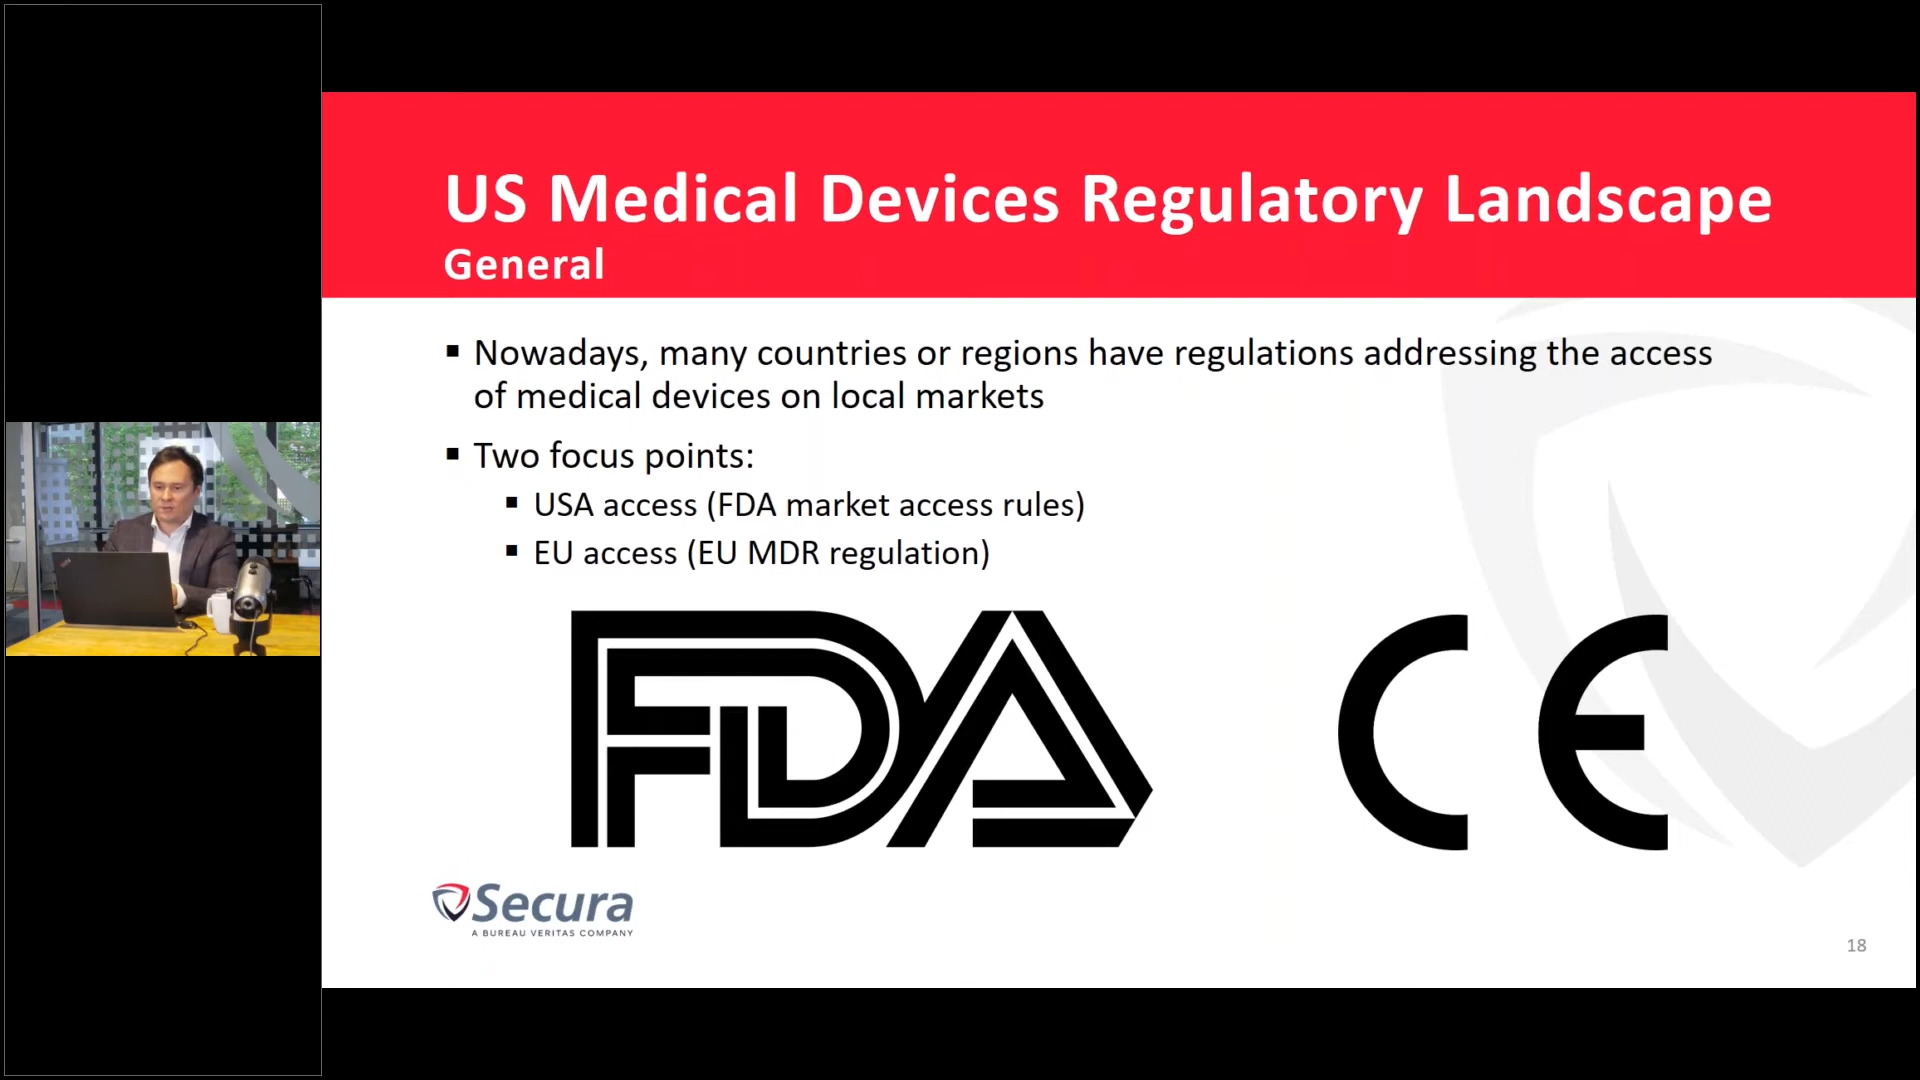 US Medical Devices Regulatory Landscape
General
▪ Nowadays, many countries or regions have regulations addressing the access
of medical devices on local markets
▪ Two focus points:
▪ USA access (FDA market access rules)
▪ EU access (EU MDR regulation)
FDA
CE
Secura
A BUREAU VERITAS COMPANY
18